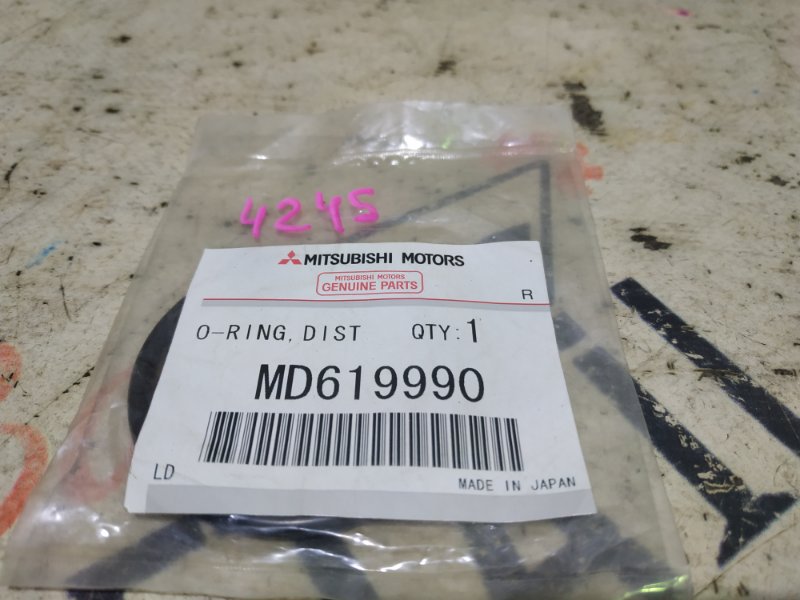 4245
MITSUBISHI MOTORS
MITSUBISHI MOTORS
GENUINE PARTS
R
O-RING, DIST QTY:1
MD619990
LD
MADE IN JAPAN